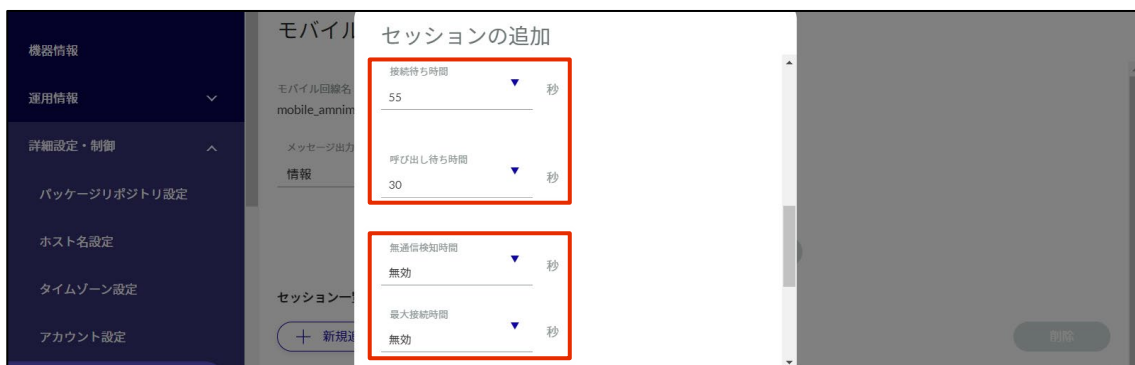 機器情報
運用情報
詳細設定・制御
パッケージリポジトリ設定
ホスト名設定
タイムゾーン設定
アカウント設定
モバイル
モバイル回線名
mobile_amnim
メッセージ出力
情報
セッション一
新規追
削除
セッションの追加
接続待ち時間
55 秒
呼び出し待ち時間
30 秒
無通信検知時間
無効 秒
最大接続時間
無効 秒